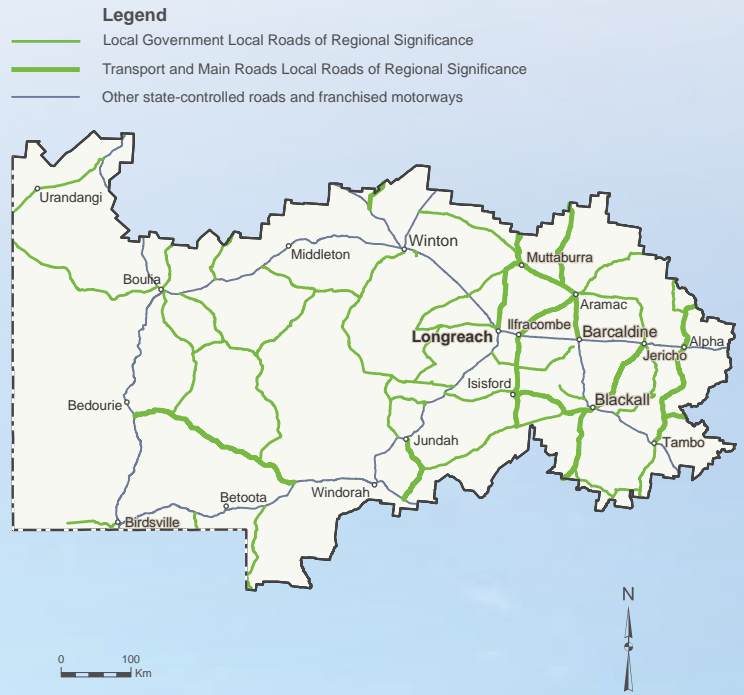 Legend
Local Government Local Roads of Regional Significance
Transport and Main Roads Local Roads of Regional Significance
Other state-controlled roads and franchised motorways
Urandangi
Winton
Middleton
Muttaburra
Boulia
Aramac
Ilfracombe
Longreach
Barcaldine
Alpha
Jericho
Isisford
Bedourie
Blackall
Jundah
Tambo
Windorah
Betoota
Birdsville
N
0 100
Km